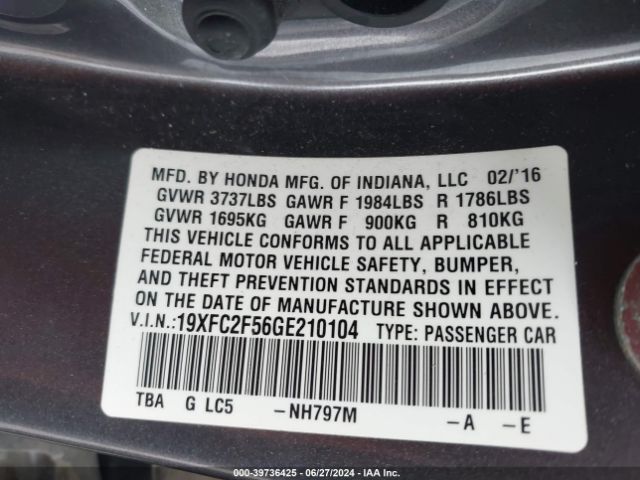 MFD. BY HONDA MFG. OF INDIANA, LLC 02/'16
GVWR 3737LBS GAWR F 1984LBS R 1786LBS
GVWR 1695KG GAWR F 900KG R 810KG
THIS VEHICLE CONFORMS TO ALL APPLICABLE
FEDERAL MOTOR VEHICLE SAFETY, BUMPER,
AND THEFT PREVENTION STANDARDS IN EFFECT
ON THE DATE OF MANUFACTURE SHOWN ABOVE.
V.I.N.:19XFC2F56GE210104 TYPE: PASSENGER CAR
TBA G LC5 -NH797M -A -E
000-39736425 | 06/27/2024 | IAA Inc.